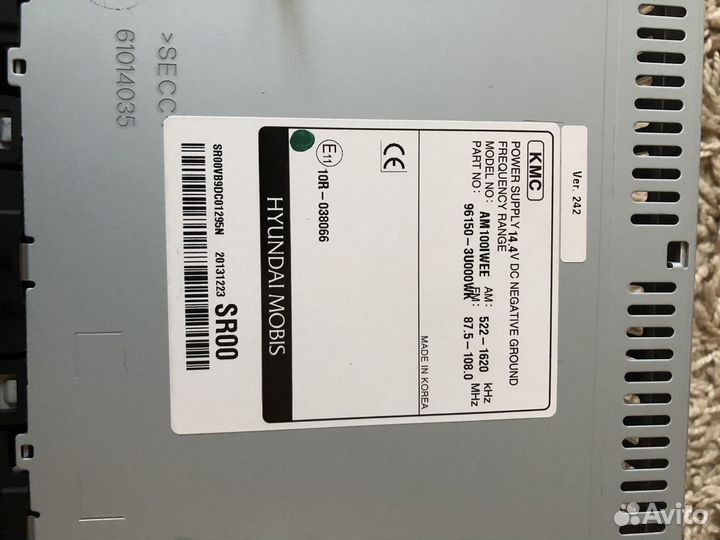 Ver. 242
KMC
POWER SUPPLY 14.4V DC NEGATIVE GROUND
FREQUENCY RANGE AM: 522-1620 kHz
FM: 87.5-108.0 MHz
MODEL NO: AM100IWEE
PART NO: 96150-3U000WK
MADE IN KOREA
CE
E11 10R-038066
HYUNDAI MOBIS
SR00
SR00VB9DC01295N 20131223
>SECC
61014035
Avito